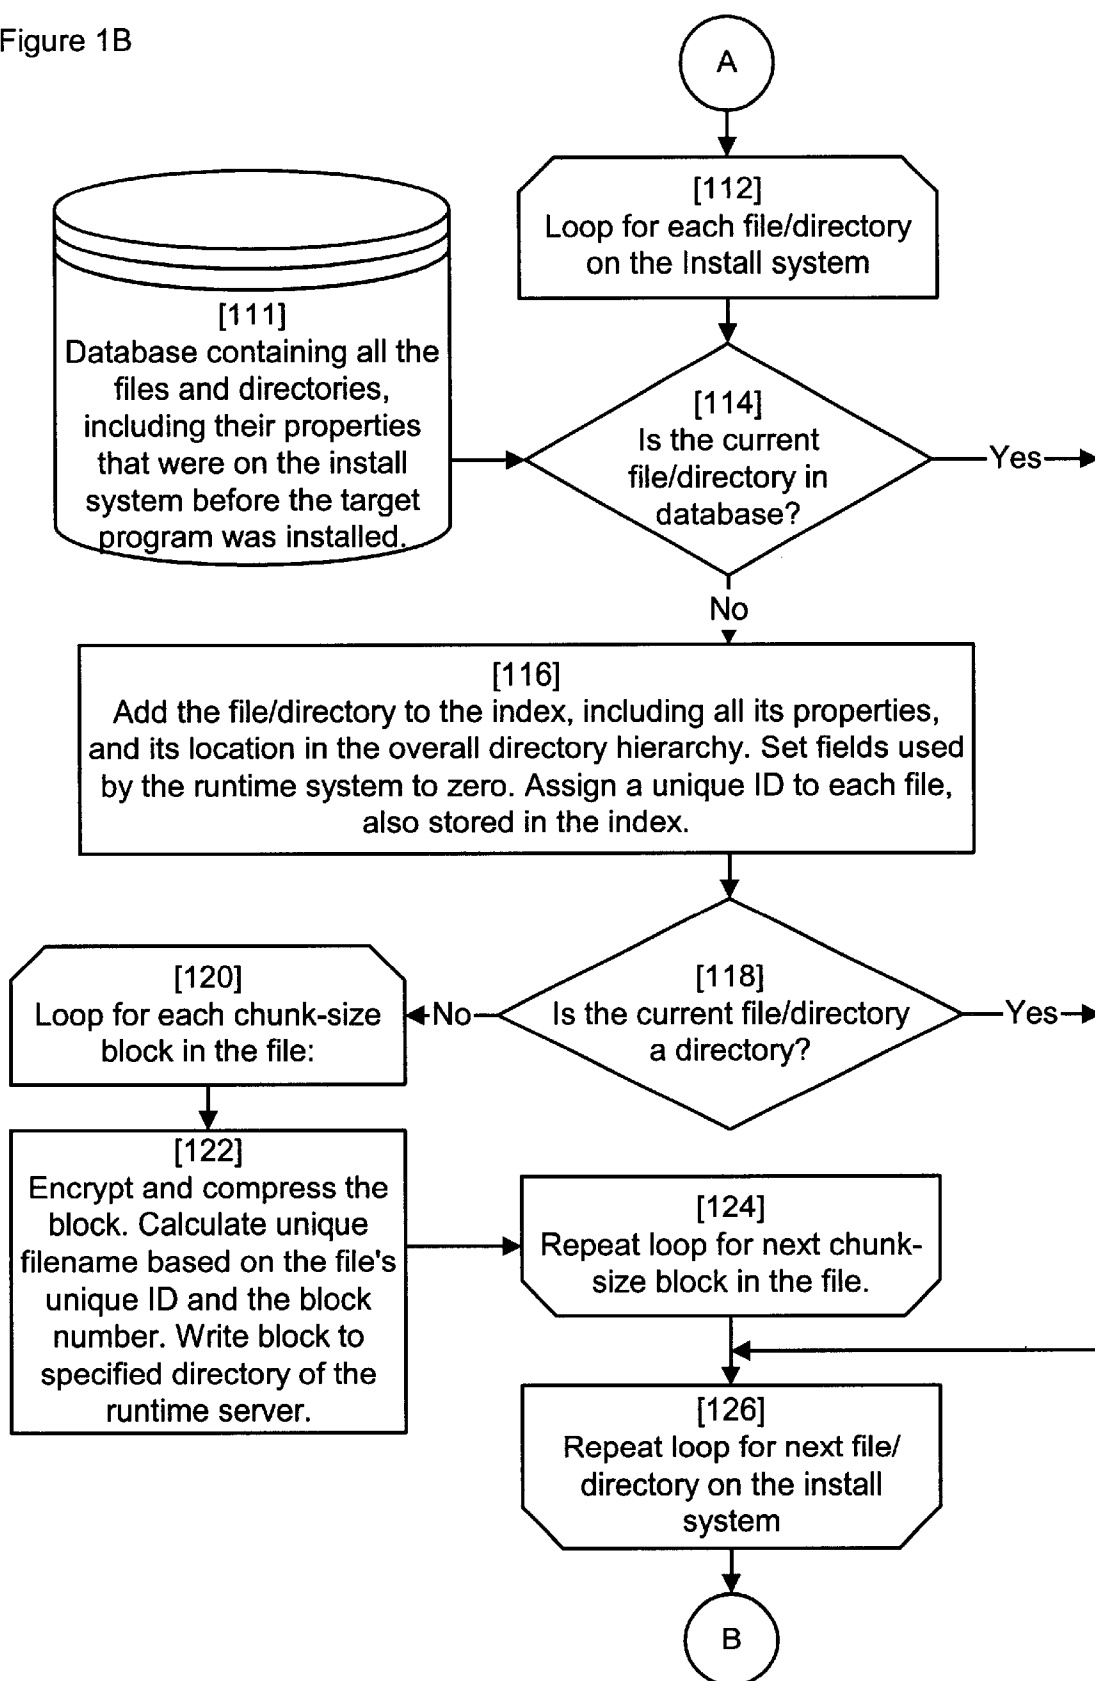 Figure 1B
A
[112]
Loop for each file/directory
on the Install system
[111]
Database containing all the
files and directories,
including their properties
that were on the install
system before the target
program was installed.
[114]
Is the current
file/directory in
database?
Yes
No
[116]
Add the file/directory to the index, including all its properties,
and its location in the overall directory hierarchy. Set fields used
by the runtime system to zero. Assign a unique ID to each file,
also stored in the index.
[118]
Is the current file/directory
a directory?
Yes
No
[120]
Loop for each chunk-size
block in the file:
[122]
Encrypt and compress the
block. Calculate unique
filename based on the file's
unique ID and the block
number. Write block to
specified directory of the
runtime server.
[124]
Repeat loop for next chunk-
size block in the file.
[126]
Repeat loop for next file/
directory on the install
system
B